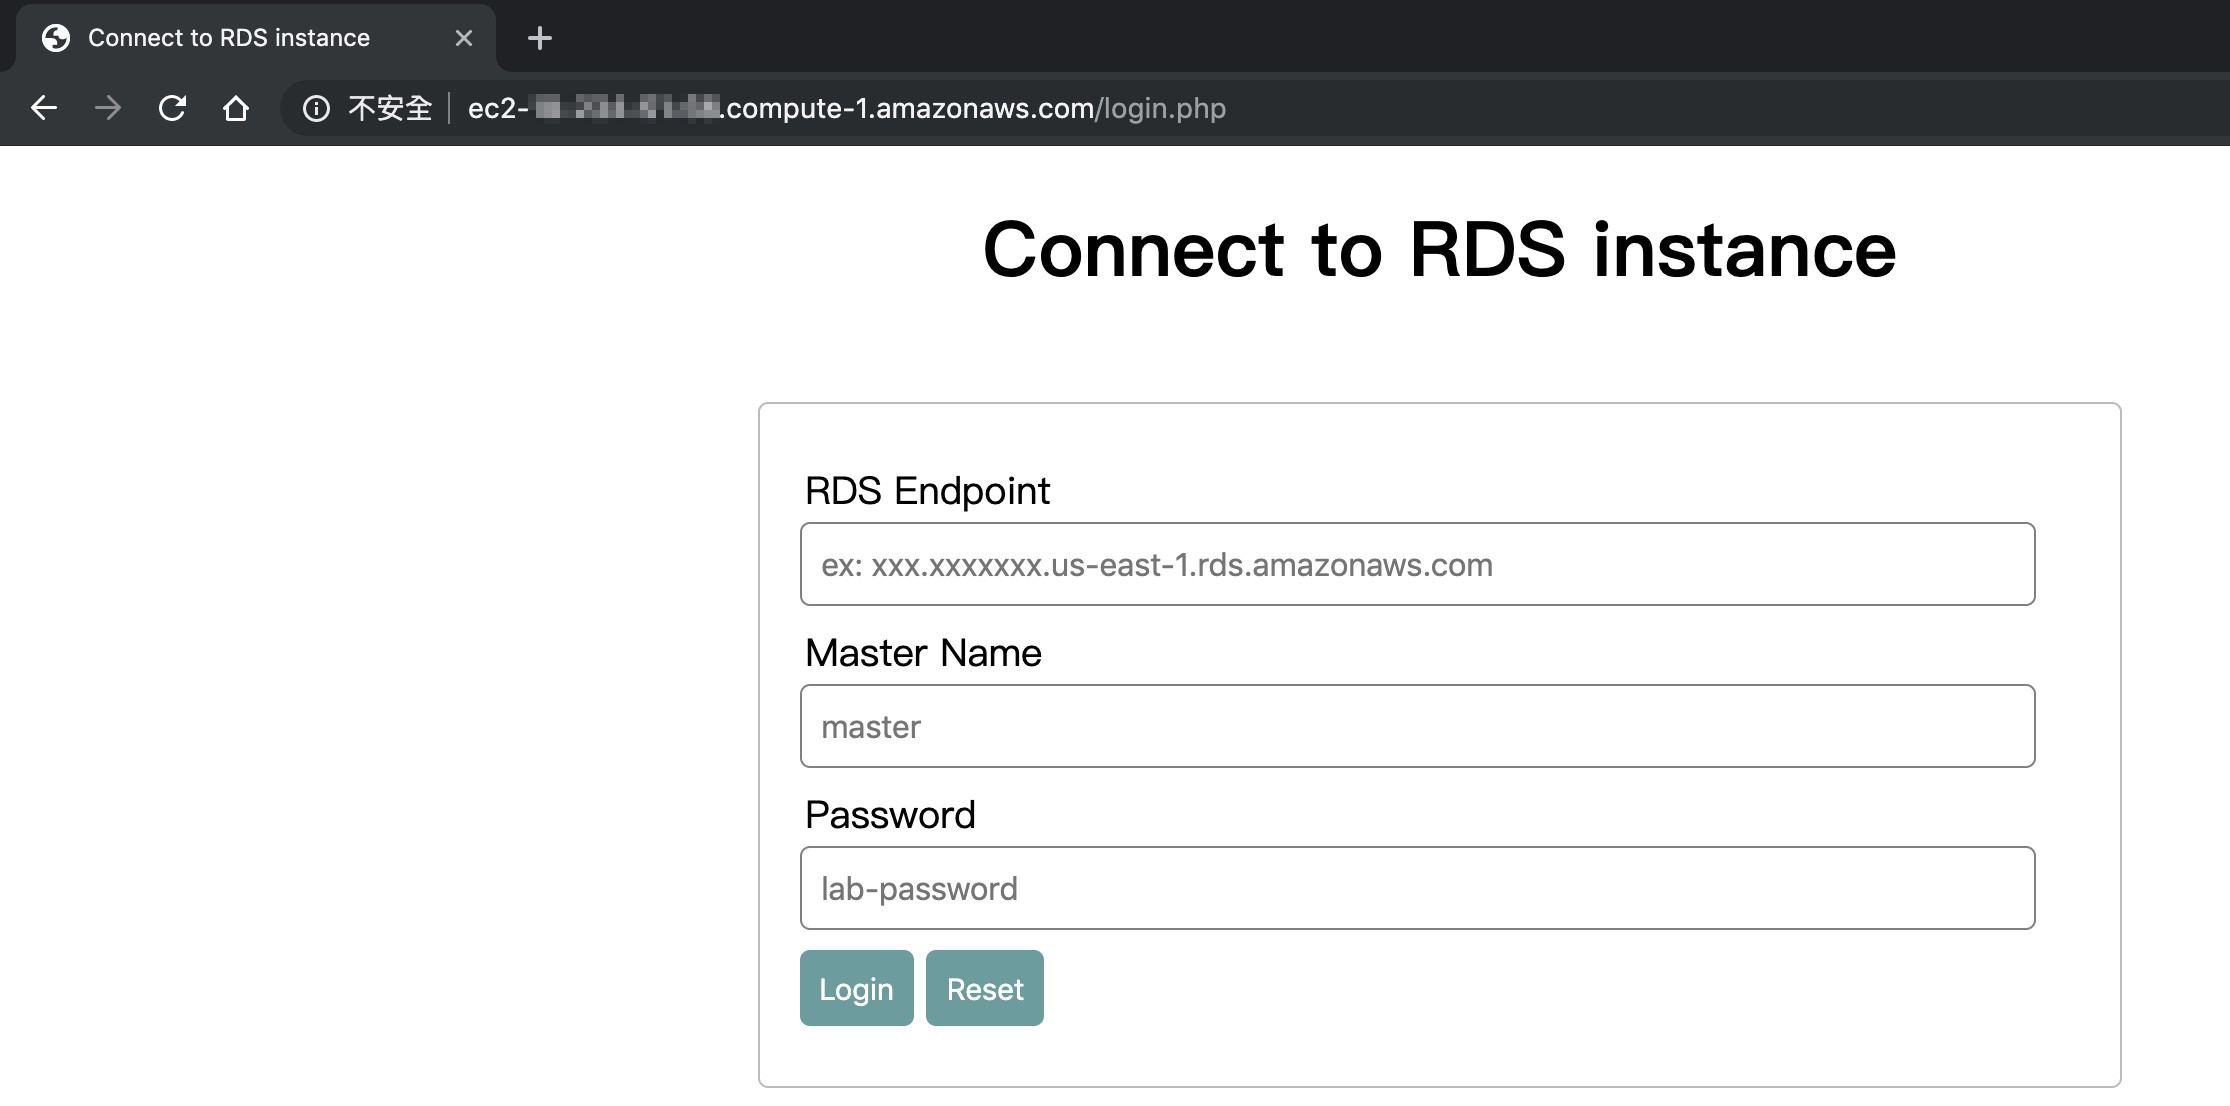 Connect to RDS instance
不安全 ec2- .compute-1.amazonaws.com/login.php
Connect to RDS instance
RDS Endpoint
ex: xxx.xxxxxxx.us-east-1.rds.amazonaws.com
Master Name
master
Password
lab-password
Login Reset